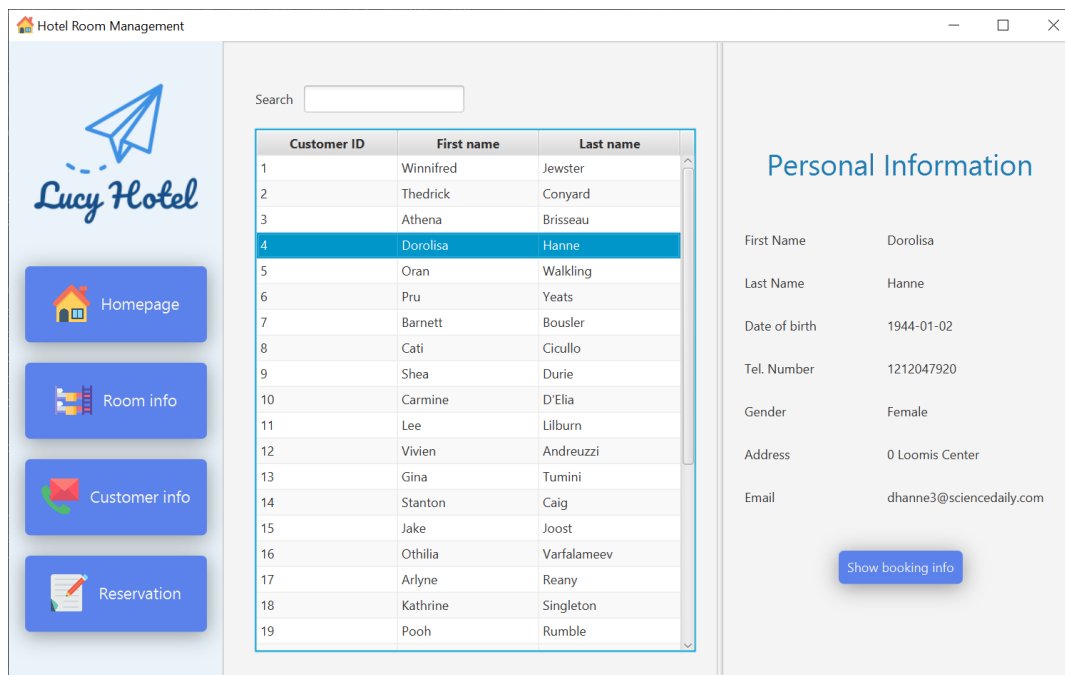 Hotel Room Management
Lucy Hotel
Homepage
Room info
Customer info
Reservation
Search
Customer ID First name Last name
1 Winnifred Jewster
2 Thedrick Conyard
3 Athena Brisseau
4 Dorolisa Hanne
5 Oran Walkling
6 Pru Yeats
7 Barnett Bousler
8 Cati Cicullo
9 Shea Durie
10 Carmine D'Elia
11 Lee Lilburn
12 Vivien Andreuzzi
13 Gina Tumini
14 Stanton Caig
15 Jake Joost
16 Othilia Varfalameev
17 Arlyne Reany
18 Kathrine Singleton
19 Pooh Rumble
Personal Information
First Name Dorolisa
Last Name Hanne
Date of birth 1944-01-02
Tel. Number 1212047920
Gender Female
Address 0 Loomis Center
Email dhanne3@sciencedaily.com
Show booking info